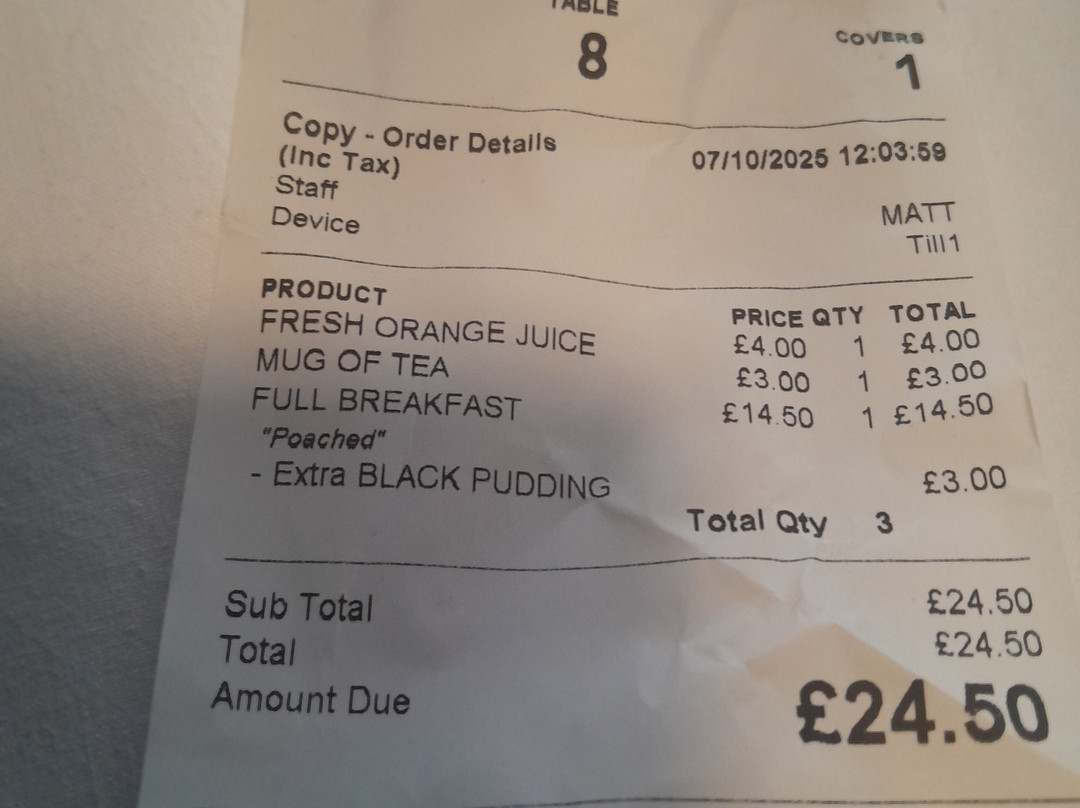 TABLE
COVERS
8
1
Copy - Order Details
(Inc Tax)
07/10/2025 12:03:59
Staff
MATT
Device
Till1
PRODUCT PRICE QTY TOTAL
FRESH ORANGE JUICE £4.00 1 £4.00
MUG OF TEA £3.00 1 £3.00
FULL BREAKFAST £14.50 1 £14.50
"Poached"
- Extra BLACK PUDDING £3.00
Total Qty 3
Sub Total £24.50
Total £24.50
Amount Due £24.50